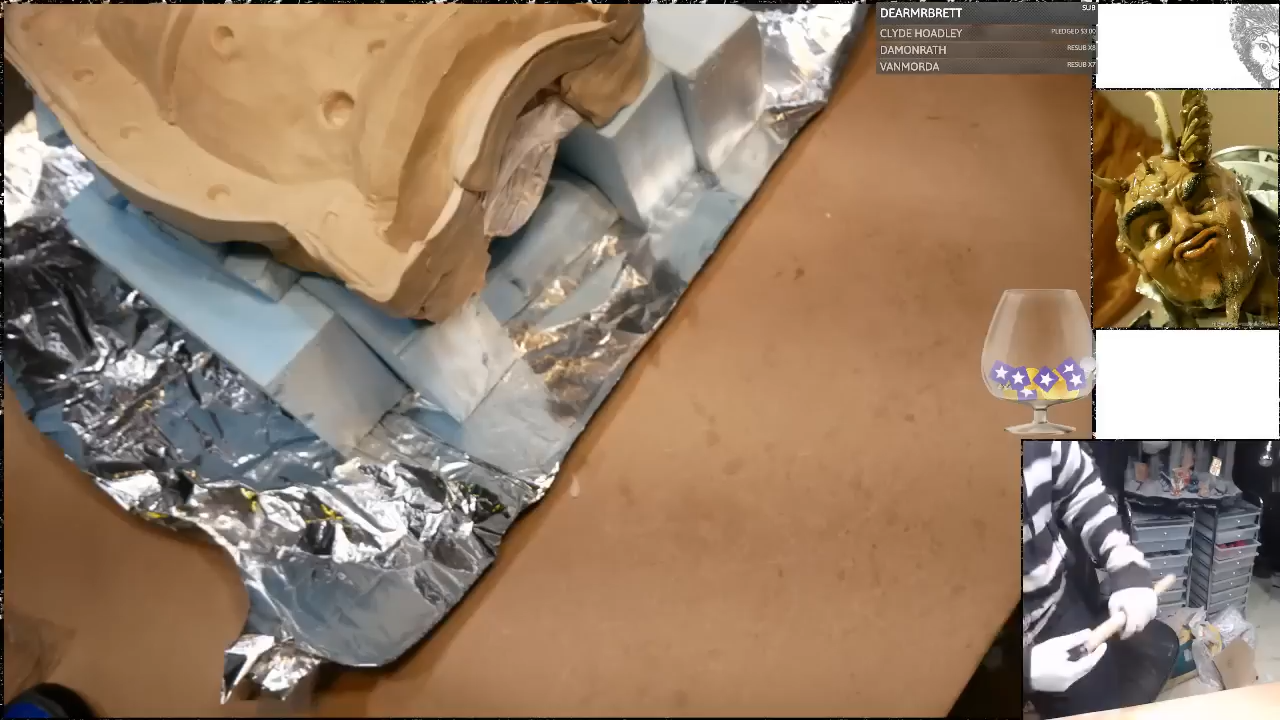 DEARMRBRETT SUB
CLYDE HOADLEY PLEDGED $3.00
DAMONRATH RESUB X8
VANMORDA RESUB X7